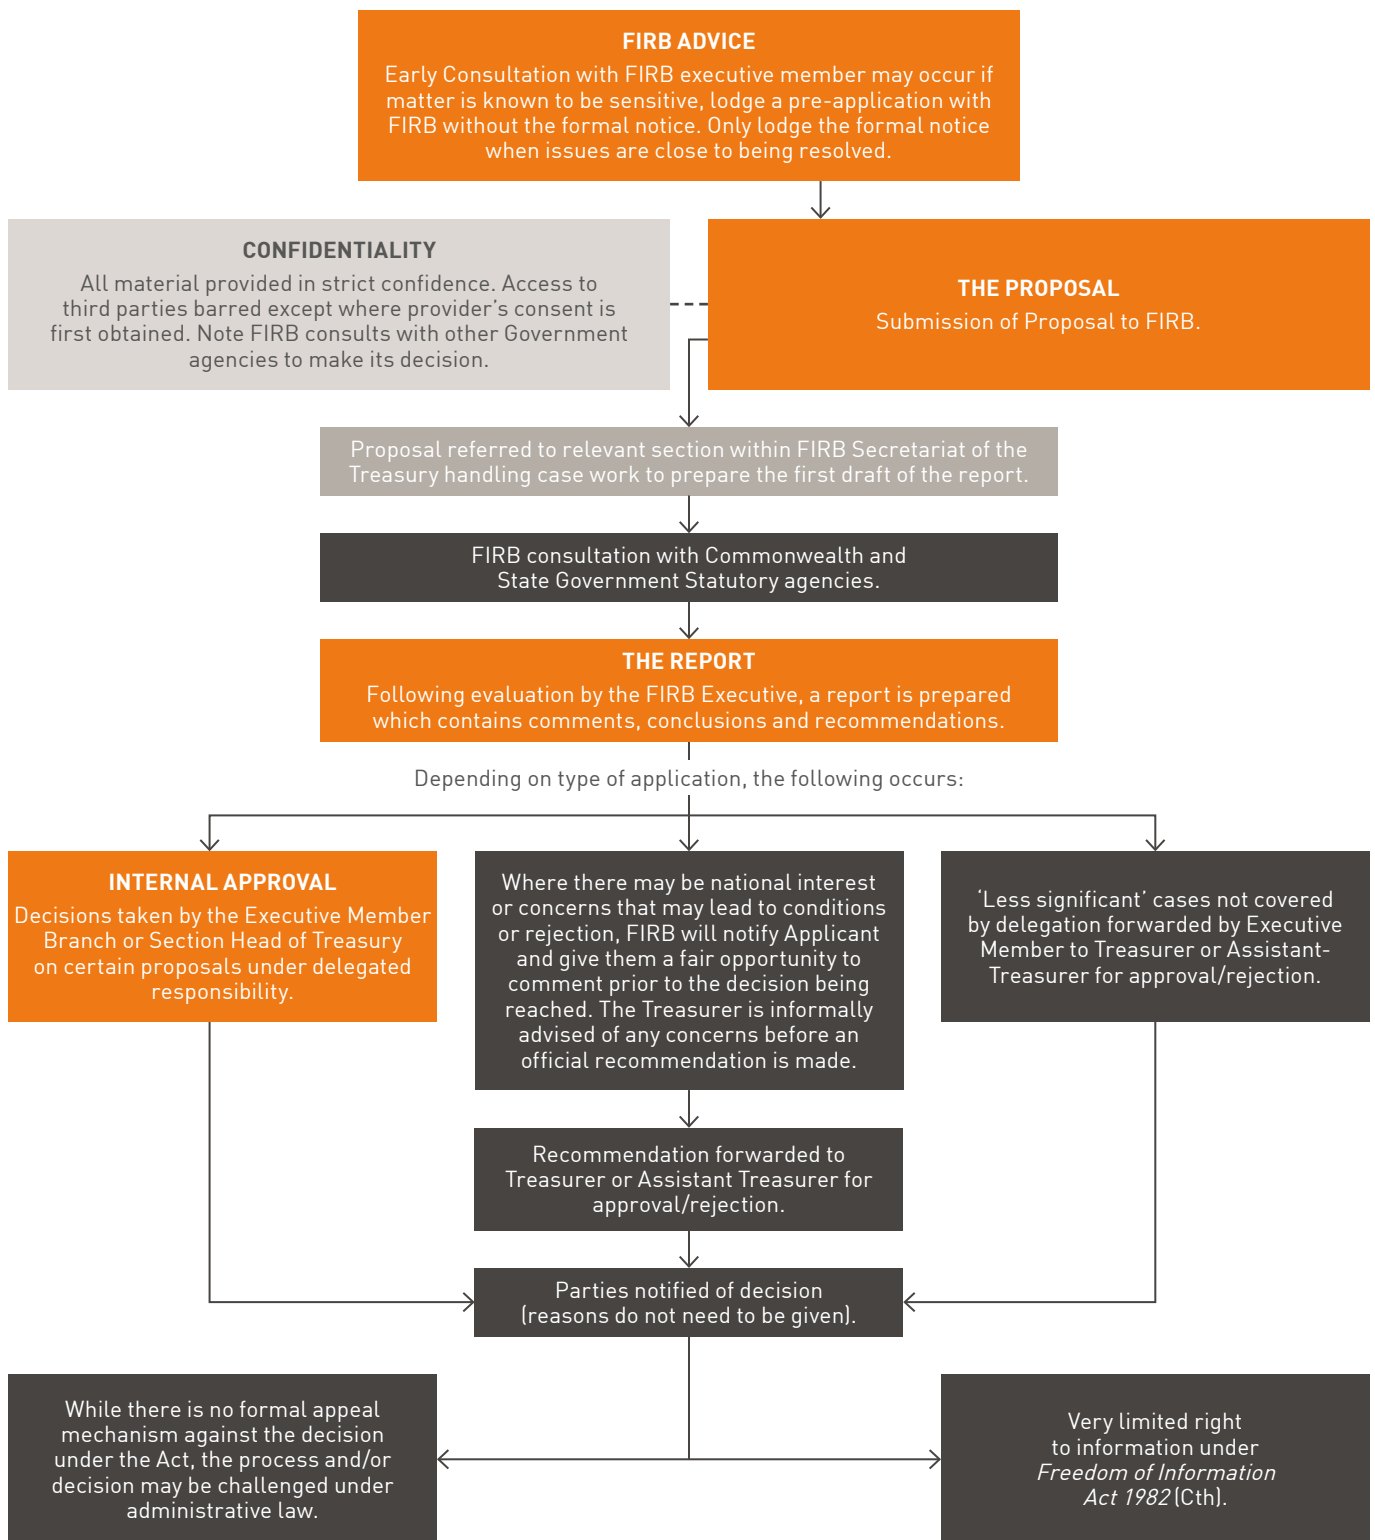 FIRB ADVICE
Early Consultation with FIRB executive member may occur if
matter is known to be sensitive, lodge a pre-application with
FIRB without the formal notice. Only lodge the formal notice
when issues are close to being resolved.
CONFIDENTIALITY
All material provided in strict confidence. Access to
third parties barred except where provider’s consent is
first obtained. Note FIRB consults with other Government
agencies to make its decision.
THE PROPOSAL
Submission of Proposal to FIRB.
Proposal referred to relevant section within FIRB Secretariat of the
Treasury handling case work to prepare the first draft of the report.
FIRB consultation with Commonwealth and
State Government Statutory agencies.
THE REPORT
Following evaluation by the FIRB Executive, a report is prepared
which contains comments, conclusions and recommendations.
Depending on type of application, the following occurs:
INTERNAL APPROVAL
Decisions taken by the Executive Member
Branch or Section Head of Treasury
on certain proposals under delegated
responsibility.
Where there may be national interest
or concerns that may lead to conditions
or rejection, FIRB will notify Applicant
and give them a fair opportunity to
comment prior to the decision being
reached. The Treasurer is informally
advised of any concerns before an
official recommendation is made.
‘Less significant’ cases not covered
by delegation forwarded by Executive
Member to Treasurer or Assistant-
Treasurer for approval/rejection.
Recommendation forwarded to
Treasurer or Assistant Treasurer for
approval/rejection.
Parties notified of decision
(reasons do not need to be given).
While there is no formal appeal
mechanism against the decision
under the Act, the process and/or
decision may be challenged under
administrative law.
Very limited right
to information under
Freedom of Information
Act 1982 (Cth).